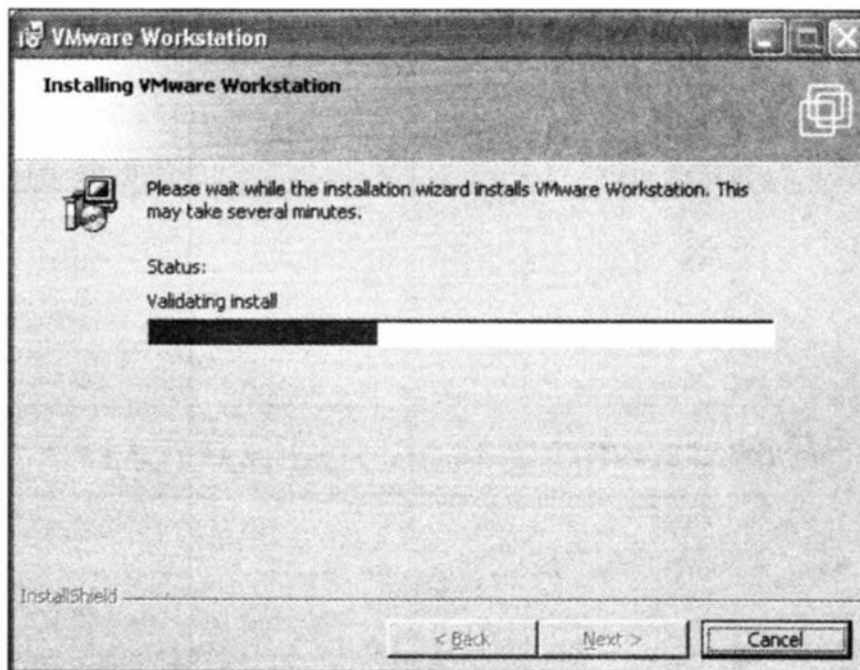 VMware Workstation
Installing VMware Workstation
Please wait while the installation wizard installs VMware Workstation. This
may take several minutes.
Status:
Validating install
InstallShield
< Back
Next >
Cancel